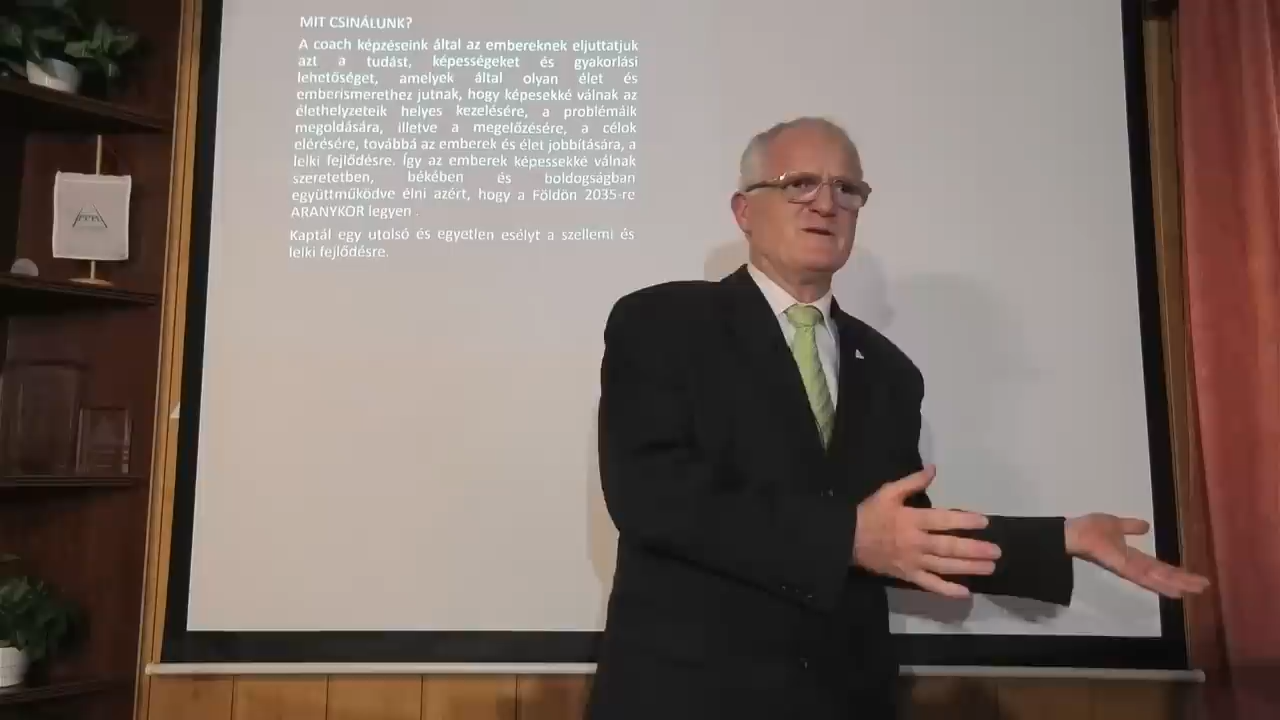 MIT CSINÁLUNK?
A coach képzéseink által az embereknek eljuttatjuk
azt a tudást, képességeket és gyakorlási
lehetőséget, amelyek által olyan élet és
emberismerethez jutnak, hogy képesekké válnak az
élethelyzeteik helyes kezelésére, a problémáik
megoldására, illetve a megelőzésére, a célok
elérésére, továbbá az emberek és élet jobbítására, a
lelki fejlődésre. Így az emberek képessekké válnak
szeretetben, békében és boldogságban
együttműködve élni azért, hogy a Földön 2035-re
ARANYKOR legyen .
Kaptál egy utolsó és egyetlen esélyt a szellemi és
lelki fejlődésre.